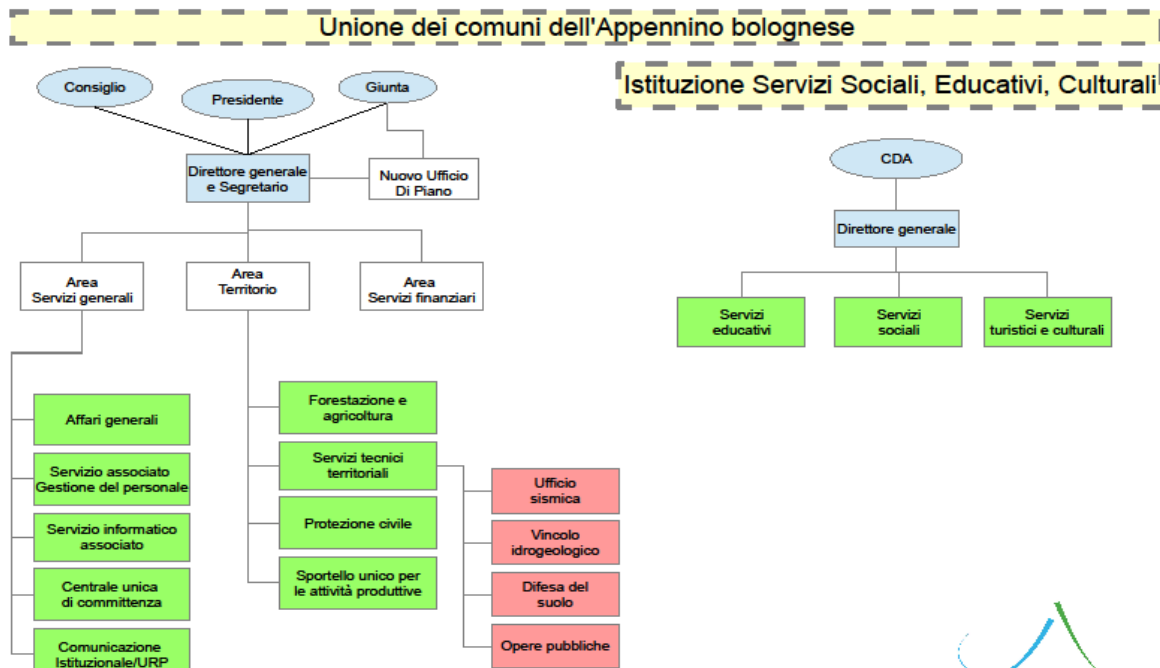 Unione dei comuni dell'Appennino bolognese
Istituzione Servizi Sociali, Educativi, Culturali
Consiglio
Presidente
Giunta
Direttore generale
e Segretario
Nuovo Ufficio
Di Piano
Area
Servizi generali
Area
Territorio
Area
Servizi finanziari
Affari generali
Servizio associato
Gestione del personale
Servizio informatico
associato
Centrale unica
di committenza
Comunicazione
Istituzionale/URP
Forestazione e
agricoltura
Servizi tecnici
territoriali
Protezione civile
Sportello unico per
le attività produttive
Ufficio
sismica
Vincolo
idrogeologico
Difesa del
suolo
Opere pubbliche
CDA
Direttore generale
Servizi
educativi
Servizi
sociali
Servizi
turistici e culturali